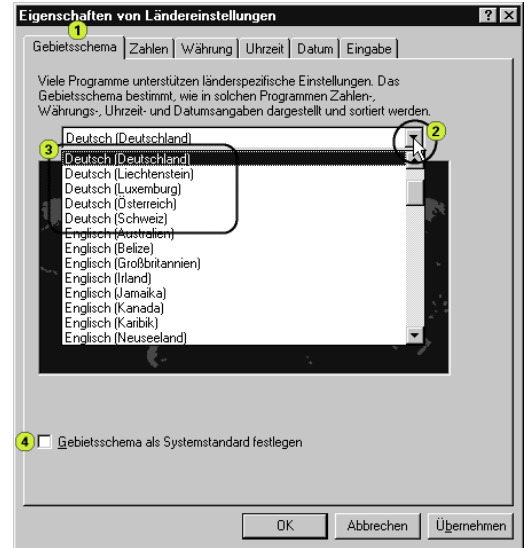 Eigenschaften von Ländereinstellungen
1
Gebietsschema Zahlen Währung Uhrzeit Datum Eingabe
Viele Programme unterstützen länderspezifische Einstellungen. Das
Gebietsschema bestimmt, wie in solchen Programmen Zahlen-,
Währungs-, Uhrzeit- und Datumsangaben dargestellt und sortiert werden.
Deutsch (Deutschland)
2
3
Deutsch (Deutschland)
Deutsch (Liechtenstein)
Deutsch (Luxemburg)
Deutsch (Österreich)
Deutsch (Schweiz)
Englisch (Australien)
Englisch (Belize)
Englisch (Großbritannien)
Englisch (Irland)
Englisch (Jamaika)
Englisch (Kanada)
Englisch (Karibik)
Englisch (Neuseeland)
4 Gebietsschema als Systemstandard festlegen
OK Abbrechen Übernehmen